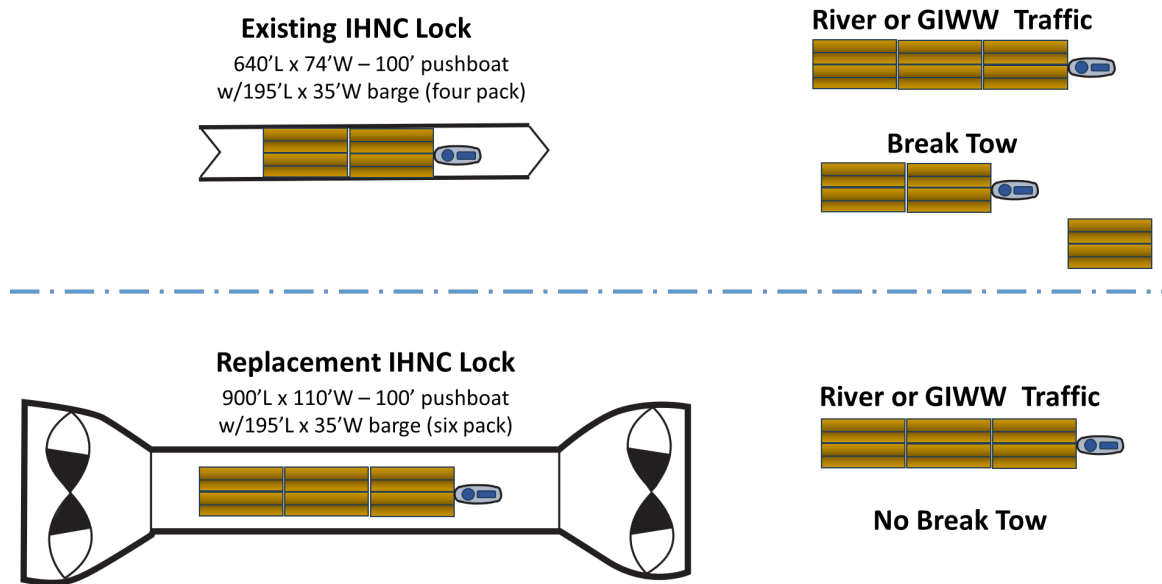 Existing IHNC Lock
640’L x 74’W – 100’ pushboat
w/195’L x 35’W barge (four pack)
River or GIWW  Traffic
Break Tow
Replacement IHNC Lock
900’L x 110’W – 100’ pushboat
w/195’L x 35’W barge (six pack)
River or GIWW  Traffic
No Break Tow